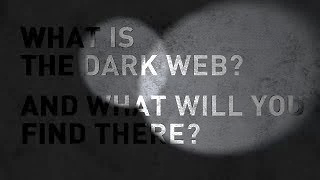 WHAT IS
THE DARK WEB?
AND WHAT WILL YOU
FIND THERE?